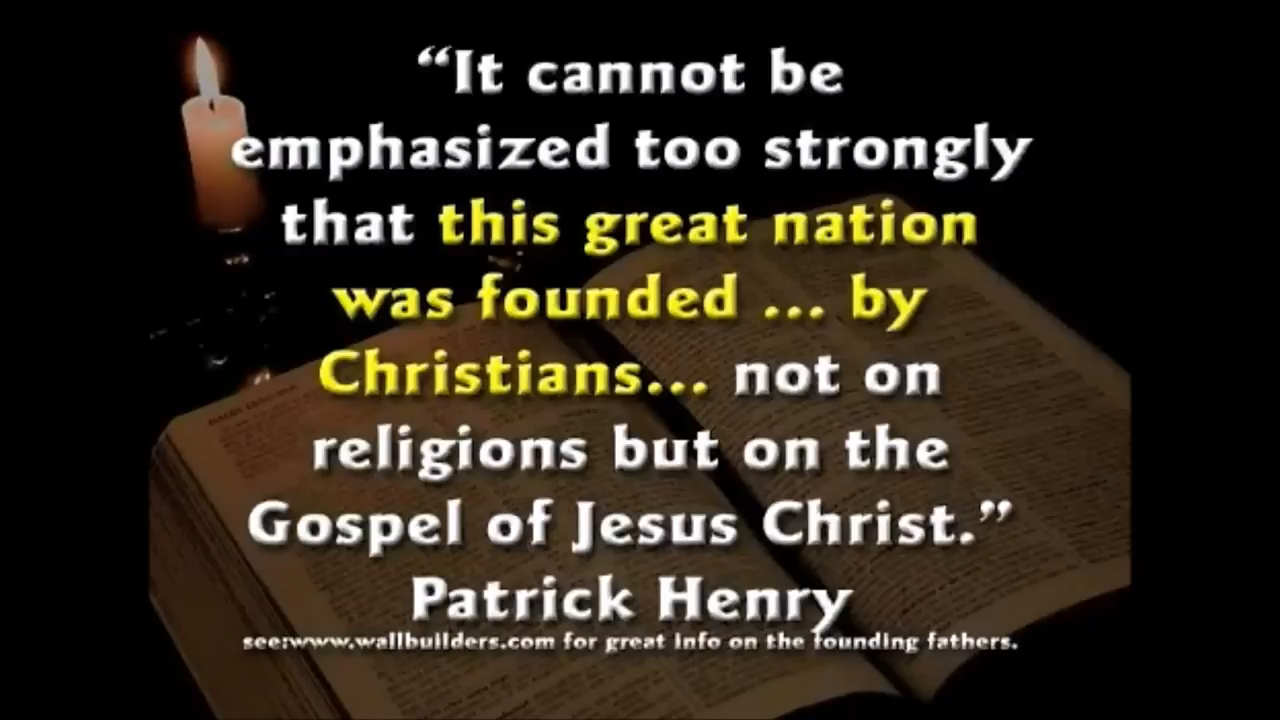 “It cannot be
emphasized too strongly
that this great nation
was founded ... by
Christians... not on
religions but on the
Gospel of Jesus Christ.”
Patrick Henry
see:www.wallbuilders.com for great info on the founding fathers.